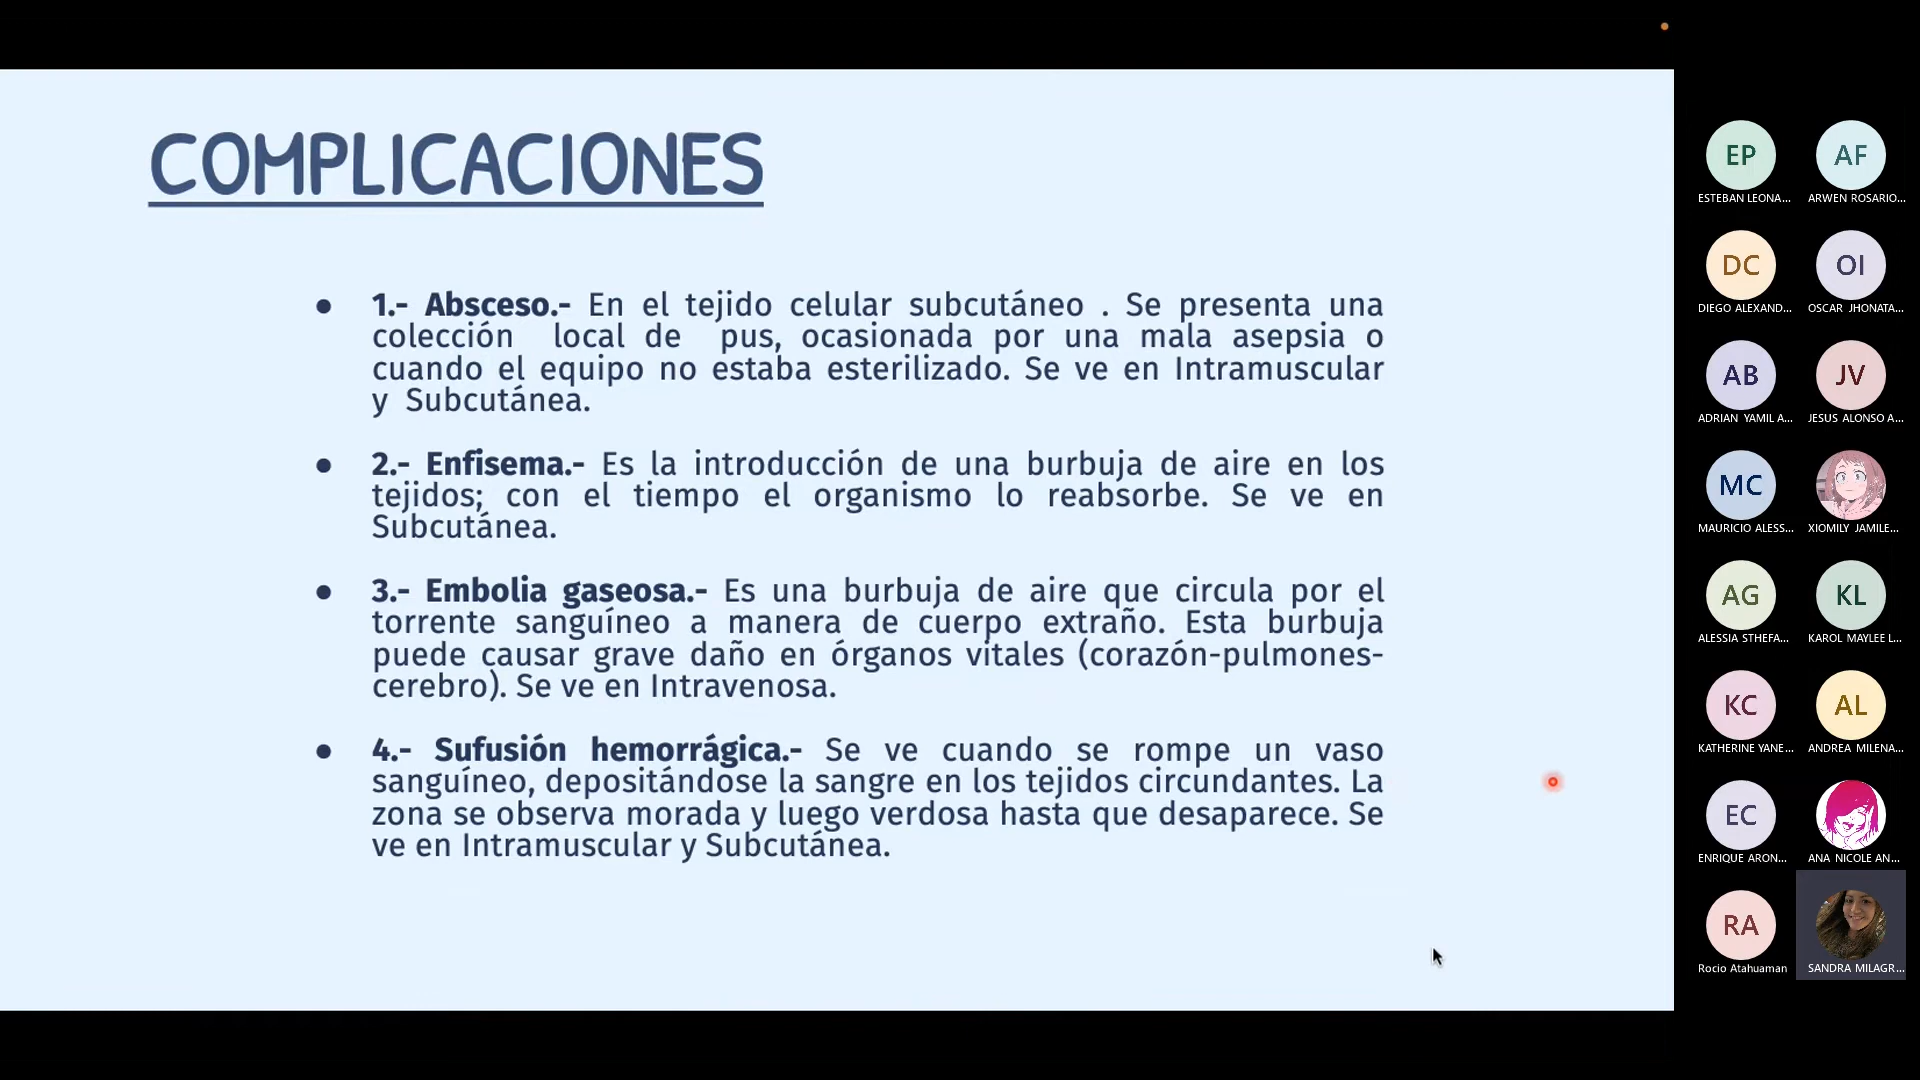 COMPLICACIONES
● 1.- Absceso.- En el tejido celular subcutáneo . Se presenta una
colección local de pus, ocasionada por una mala asepsia o
cuando el equipo no estaba esterilizado. Se ve en Intramuscular
y Subcutánea.
● 2.- Enfisema.- Es la introducción de una burbuja de aire en los
tejidos; con el tiempo el organismo lo reabsorbe. Se ve en
Subcutánea.
● 3.- Embolia gaseosa.- Es una burbuja de aire que circula por el
torrente sanguíneo a manera de cuerpo extraño. Esta burbuja
puede causar grave daño en órganos vitales (corazón-pulmones-
cerebro). Se ve en Intravenosa.
● 4.- Sufusión hemorrágica.- Se ve cuando se rompe un vaso
sanguíneo, depositándose la sangre en los tejidos circundantes. La
zona se observa morada y luego verdosa hasta que desaparece. Se
ve en Intramuscular y Subcutánea.
EP AF
ESTEBAN LEONA... ARWEN ROSARIO...
DC OI
DIEGO ALEXAND... OSCAR JHONATA...
AB JV
ADRIAN YAMIL A... JESUS ALONSO A...
MC
MAURICIO ALESS... XIOMILY JAMILE...
AG KL
ALESSIA STHEFA... KAROL MAYLEE L...
KC AL
KATHERINE YANE... ANDREA MILENA...
EC
ENRIQUE ARON... ANA NICOLE AN...
RA
Rocio Atahuaman SANDRA MILAGR...